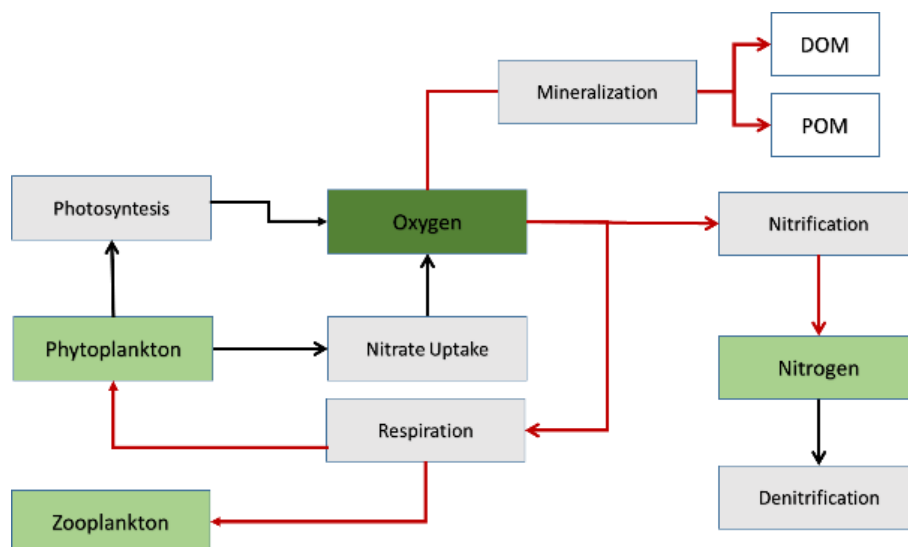 DOM
Mineralization
POM
Photosyntesis
Oxygen
Nitrification
Phytoplankton
Nitrate Uptake
Nitrogen
Respiration
Zooplankton
Denitrification